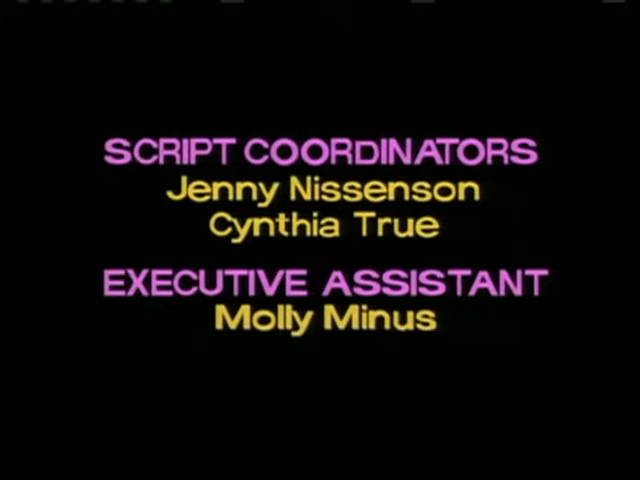 SCRIPT COORDINATORS
Jenny Nissenson
Cynthia True
EXECUTIVE ASSISTANT
Molly Minus